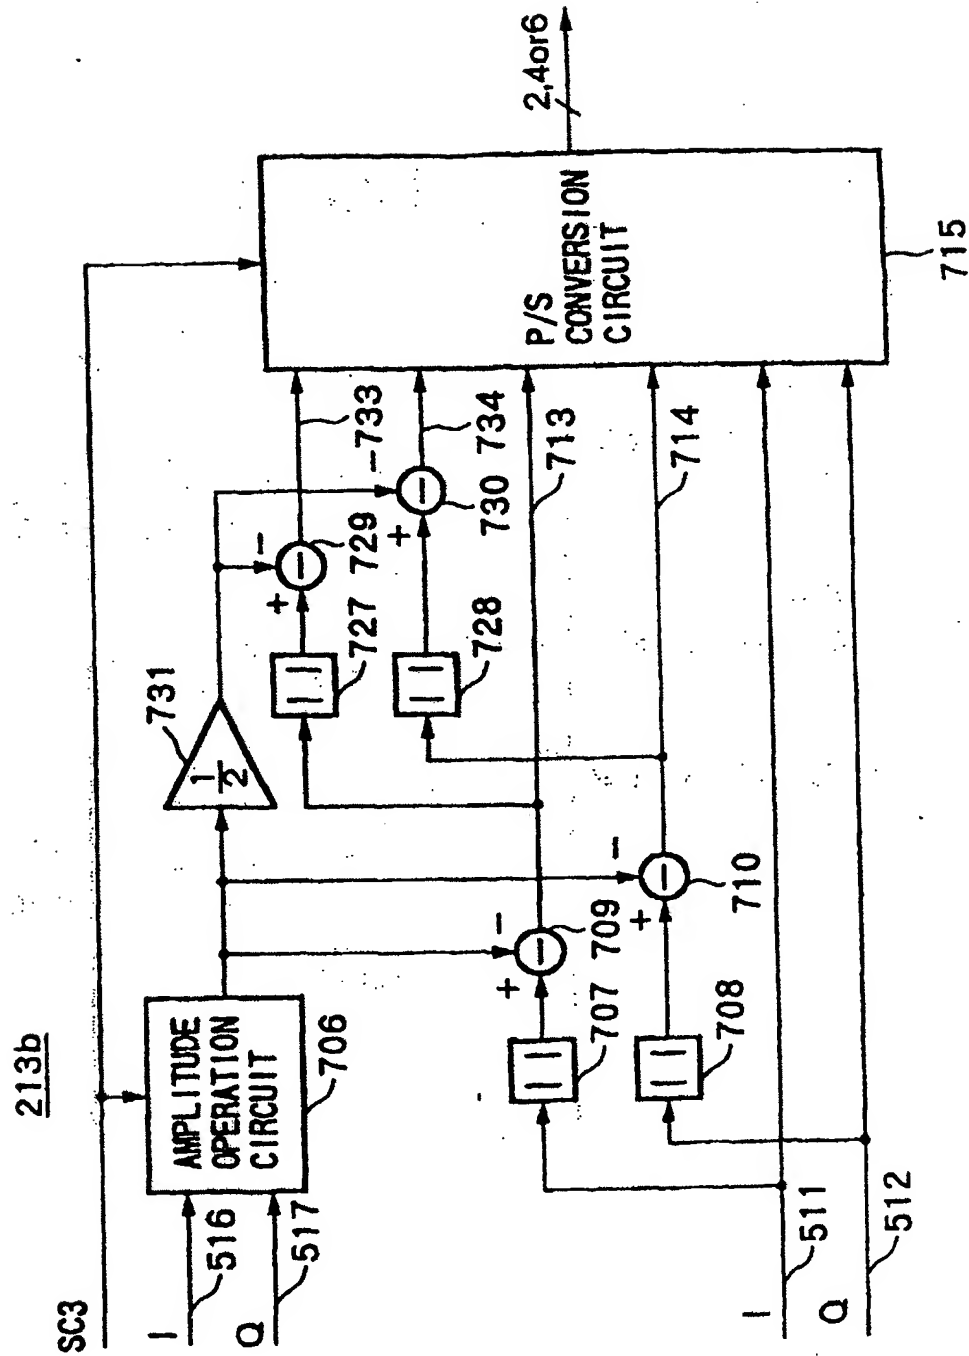 213b
SC3
I
516
Q
517
AMPLITUDE
OPERATION
CIRCUIT
706
731
1
2
+
-
727
729
-
733
+
728
730
734
+
-
707
709
713
+
-
708
710
714
I
511
Q
512
P/S
CONVERSION
CIRCUIT
715
2,4or6